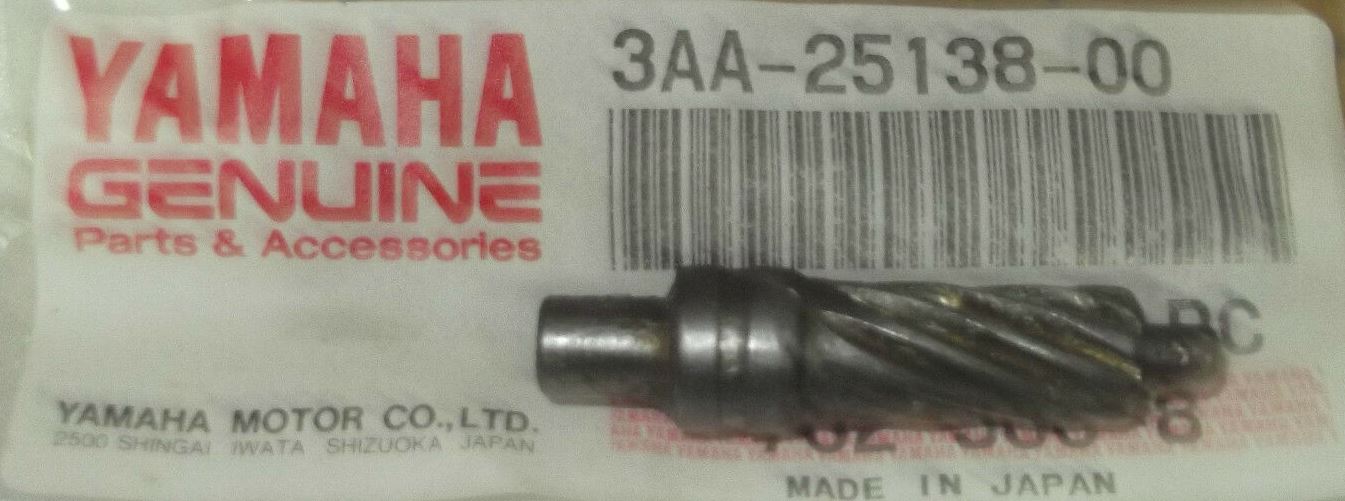 YAMAHA
GENUINE
Parts & Accessories
3AA-25138-00
YAMAHA MOTOR CO.,LTD.
2500 SHINGAI IWATA SHIZUOKA JAPAN
MADE IN JAPAN